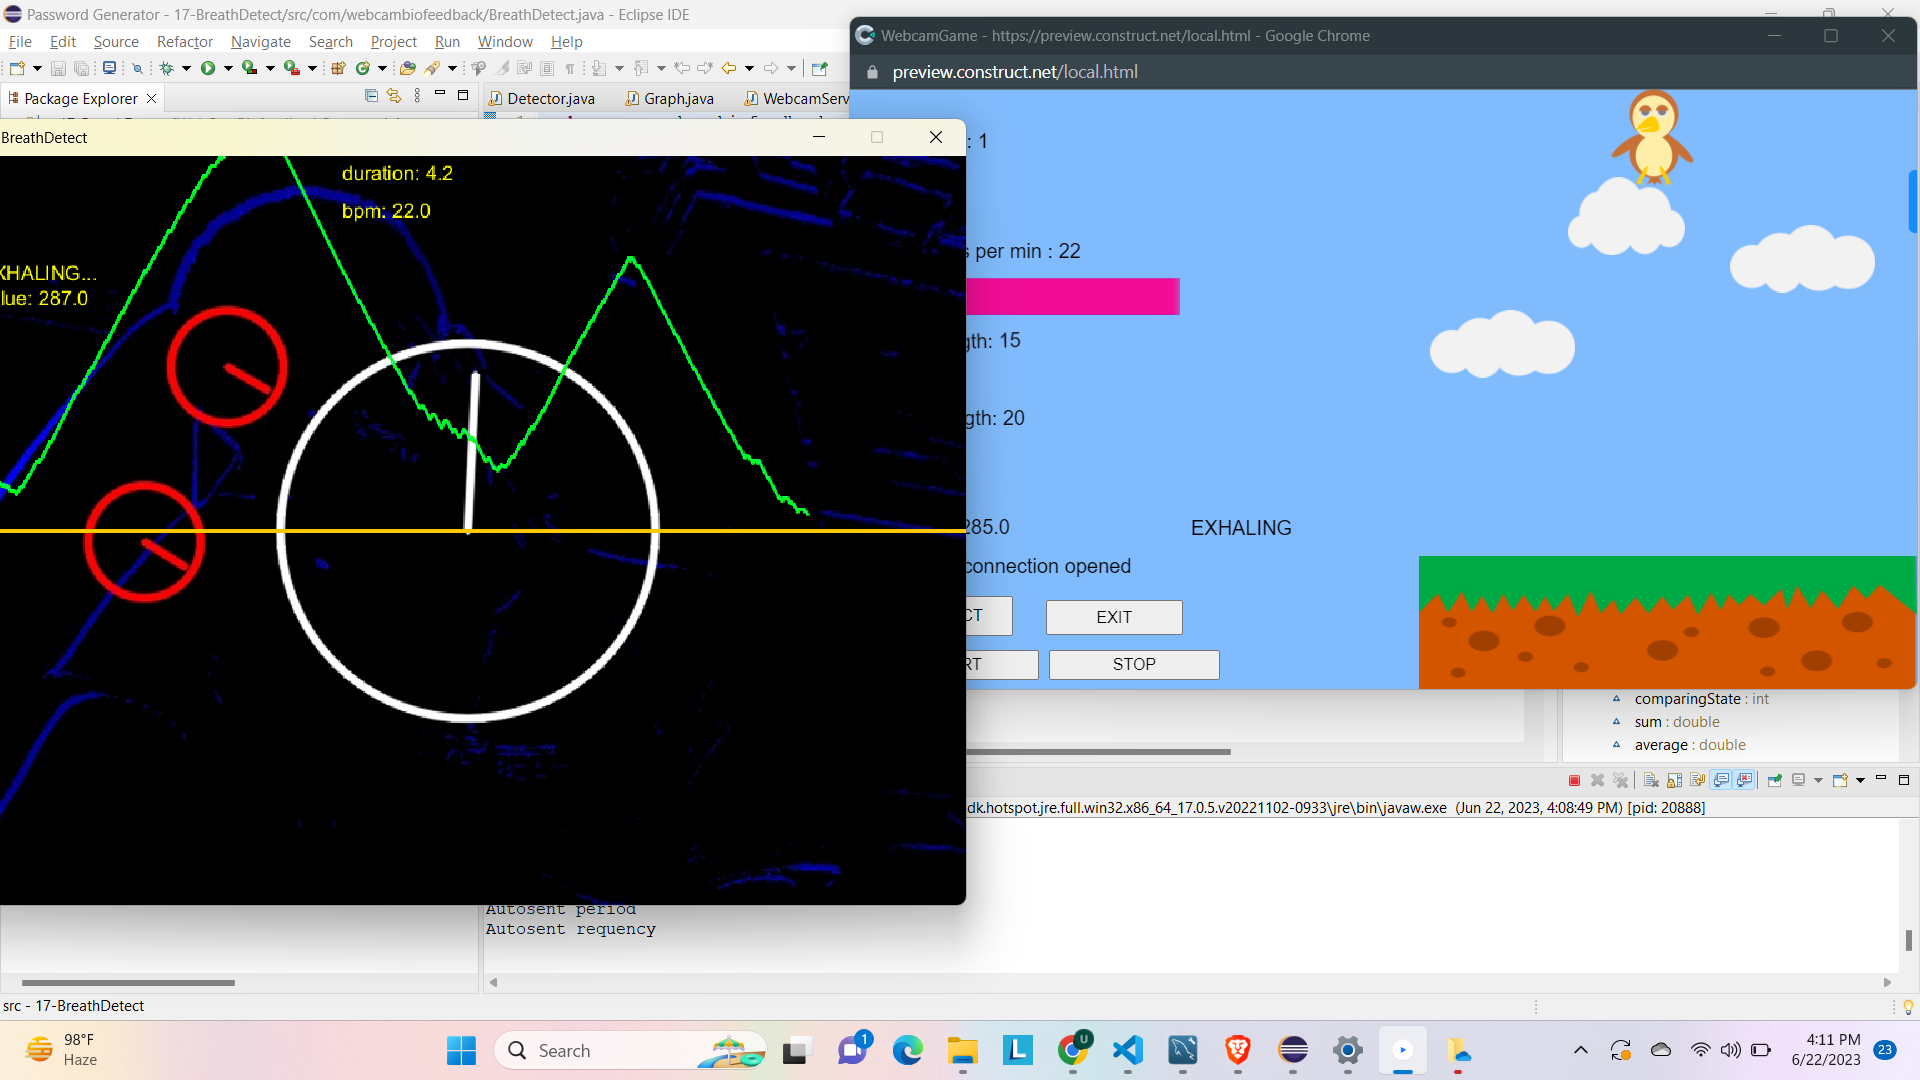 Password Generator - 17-BreathDetect/src/com/webcambiofeedback/BreathDetect.java - Eclipse IDE
File Edit Source Refactor Navigate Search Project Run Window Help
Package Explorer
Detector.java Graph.java WebcamServ
WebcamGame - https://preview.construct.net/local.html - Google Chrome
preview.construct.net/local.html
BreathDetect
duration: 4.2
bpm: 22.0
XHALING...
lue: 287.0
: 1
s per min : 22
gth: 15
gth: 20
285.0
EXHALING
connection opened
CT
EXIT
RT
STOP
comparingState : int
sum : double
average : double
dk.hotspot.jre.full.win32.x86_64_17.0.5.v20221102-0933\jre\bin\javaw.exe (Jun 22, 2023, 4:08:49 PM) [pid: 20888]
Autosent period
Autosent requency
src - 17-BreathDetect
98°F
Haze
Search
1
U
4:11 PM
6/22/2023
23